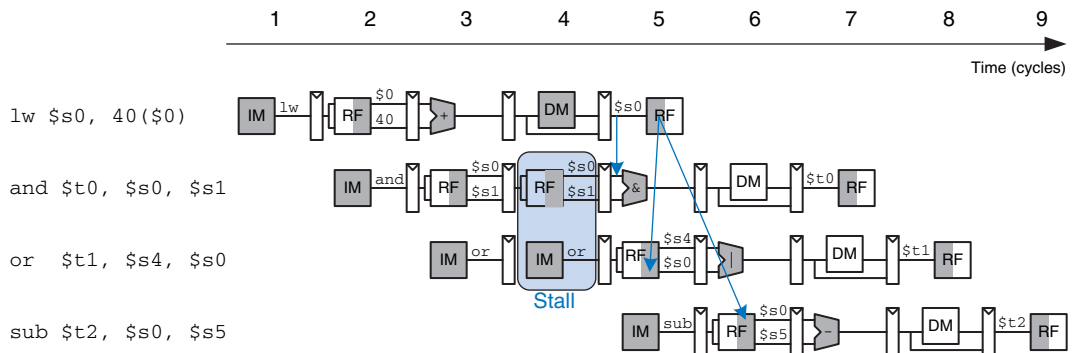 1 2 3 4 5 6 7 8 9
Time (cycles)
lw $s0, 40($0) IM lw RF $0 40 + DM $s0 RF
and $t0, $s0, $s1 IM and RF $s0 $s1 RF $s0 $s1 & DM $t0 RF
or $t1, $s4, $s0 IM or IM or RF $s4 $s0 | DM $t1 RF
Stall
sub $t2, $s0, $s5 IM sub RF $s0 $s5 - DM $t2 RF